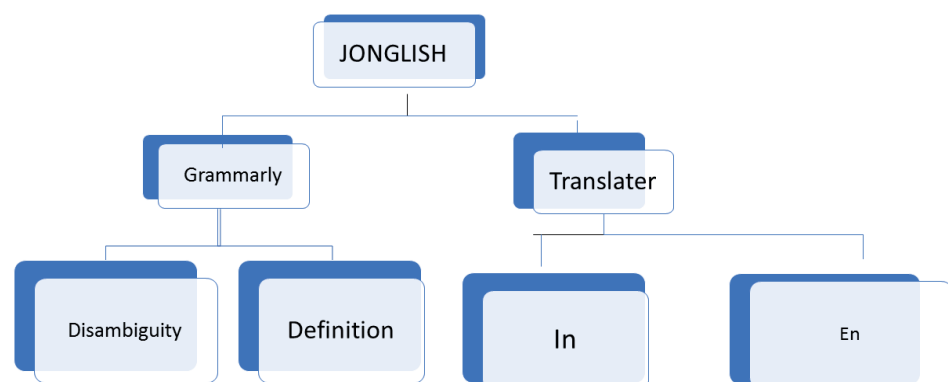 JONGLISH
Grammarly
Translater
Disambiguity
Definition
In
En